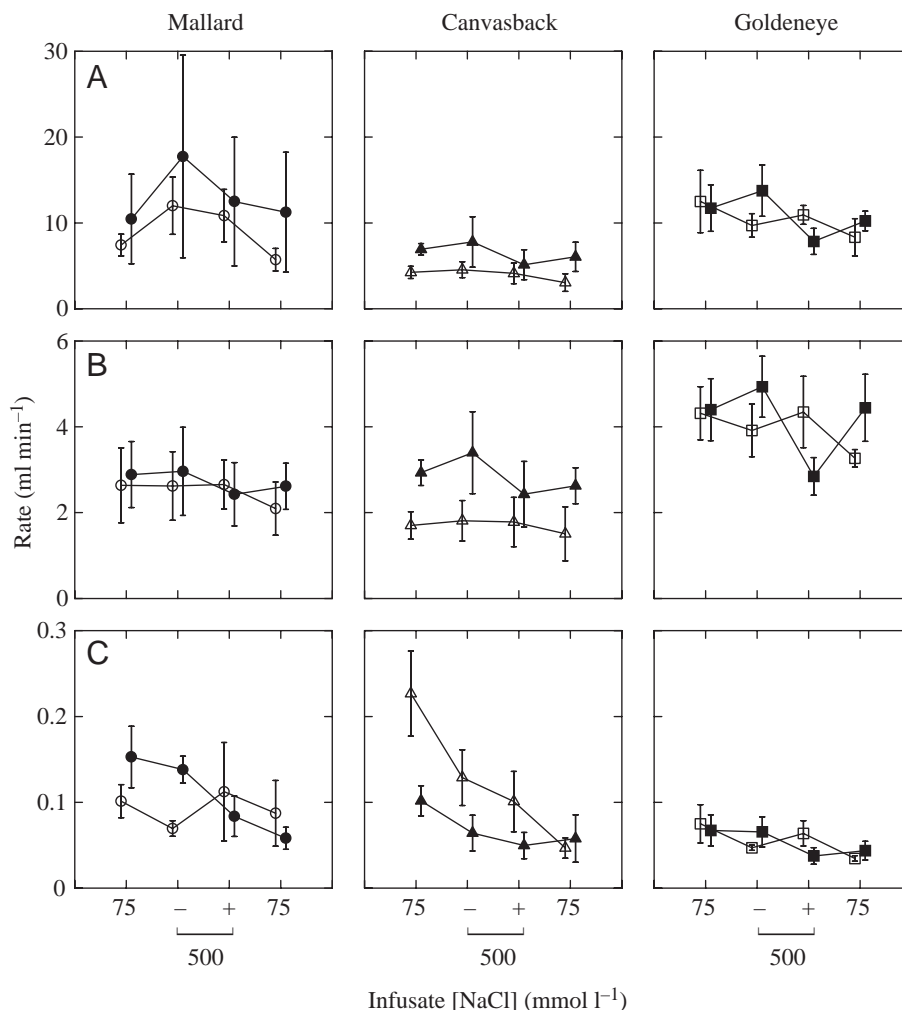 Mallard Canvasback Goldeneye
A
30
20
10
0
B
6
4
2
0
Rate (ml min−1)
C
0.3
0.2
0.1
0
75 − + 75 75 − + 75 75 − + 75
500 500 500
Infusate [NaCl] (mmol l−1)